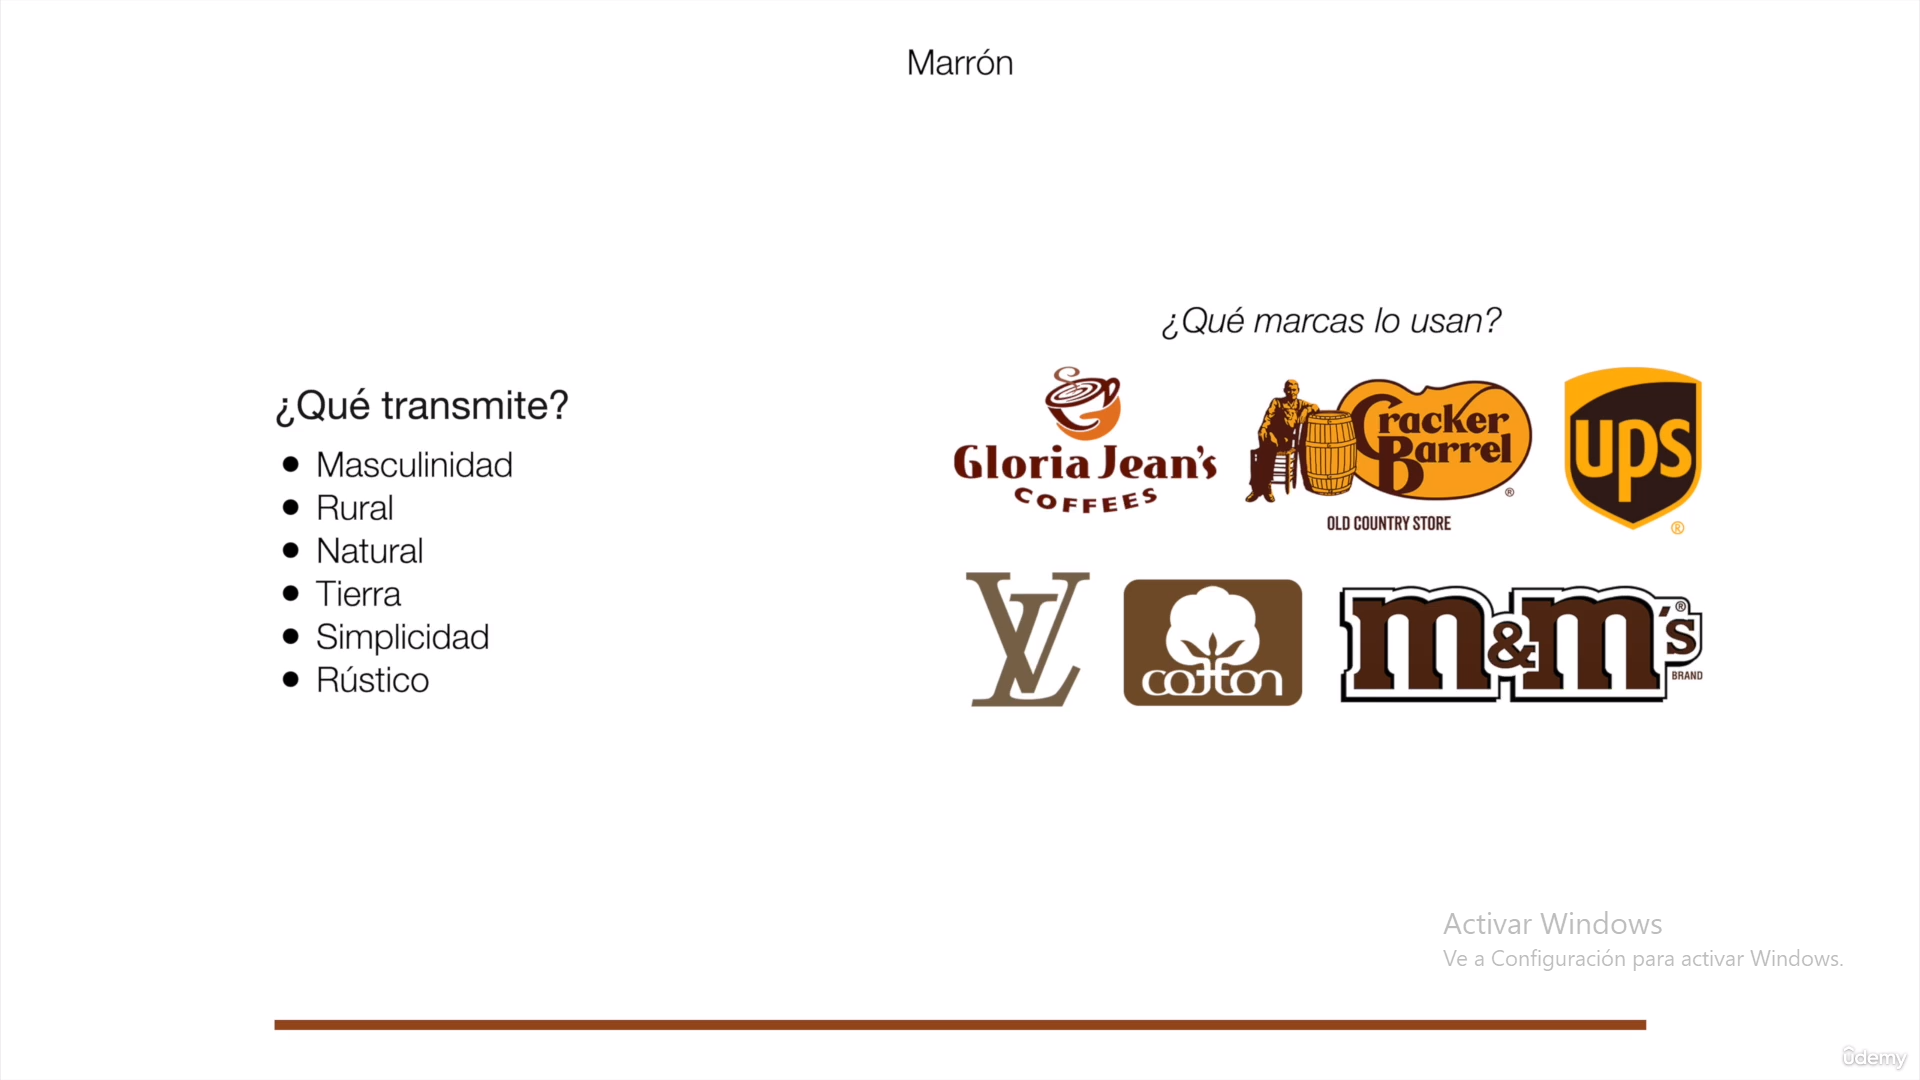 Marrón
¿Qué transmite?
● Masculinidad
● Rural
● Natural
● Tierra
● Simplicidad
● Rústico
¿Qué marcas lo usan?
Gloria Jean's
COFFEES
Cracker
Barrel
®
OLD COUNTRY STORE
ups
®
LV
cotton
m&m's
®
BRAND
Activar Windows
Ve a Configuración para activar Windows.
ûdemy